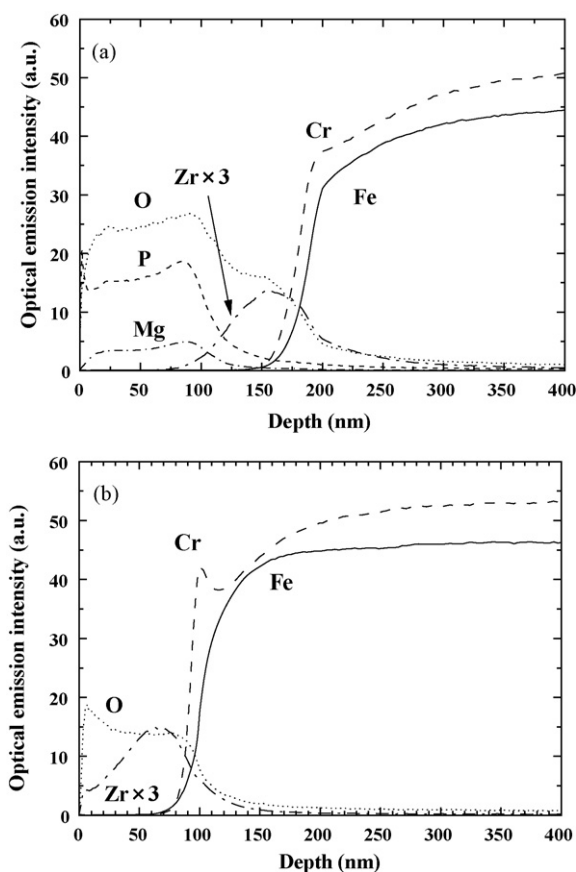 (a)
Optical emission intensity (a.u.)
60
50
40
30
20
10
0
Cr
Zr×3
O
Fe
P
Mg
0 50 100 150 200 250 300 350 400
Depth (nm)
(b)
Optical emission intensity (a.u.)
60
50
40
30
20
10
0
Cr
Fe
O
Zr×3
0 50 100 150 200 250 300 350 400
Depth (nm)